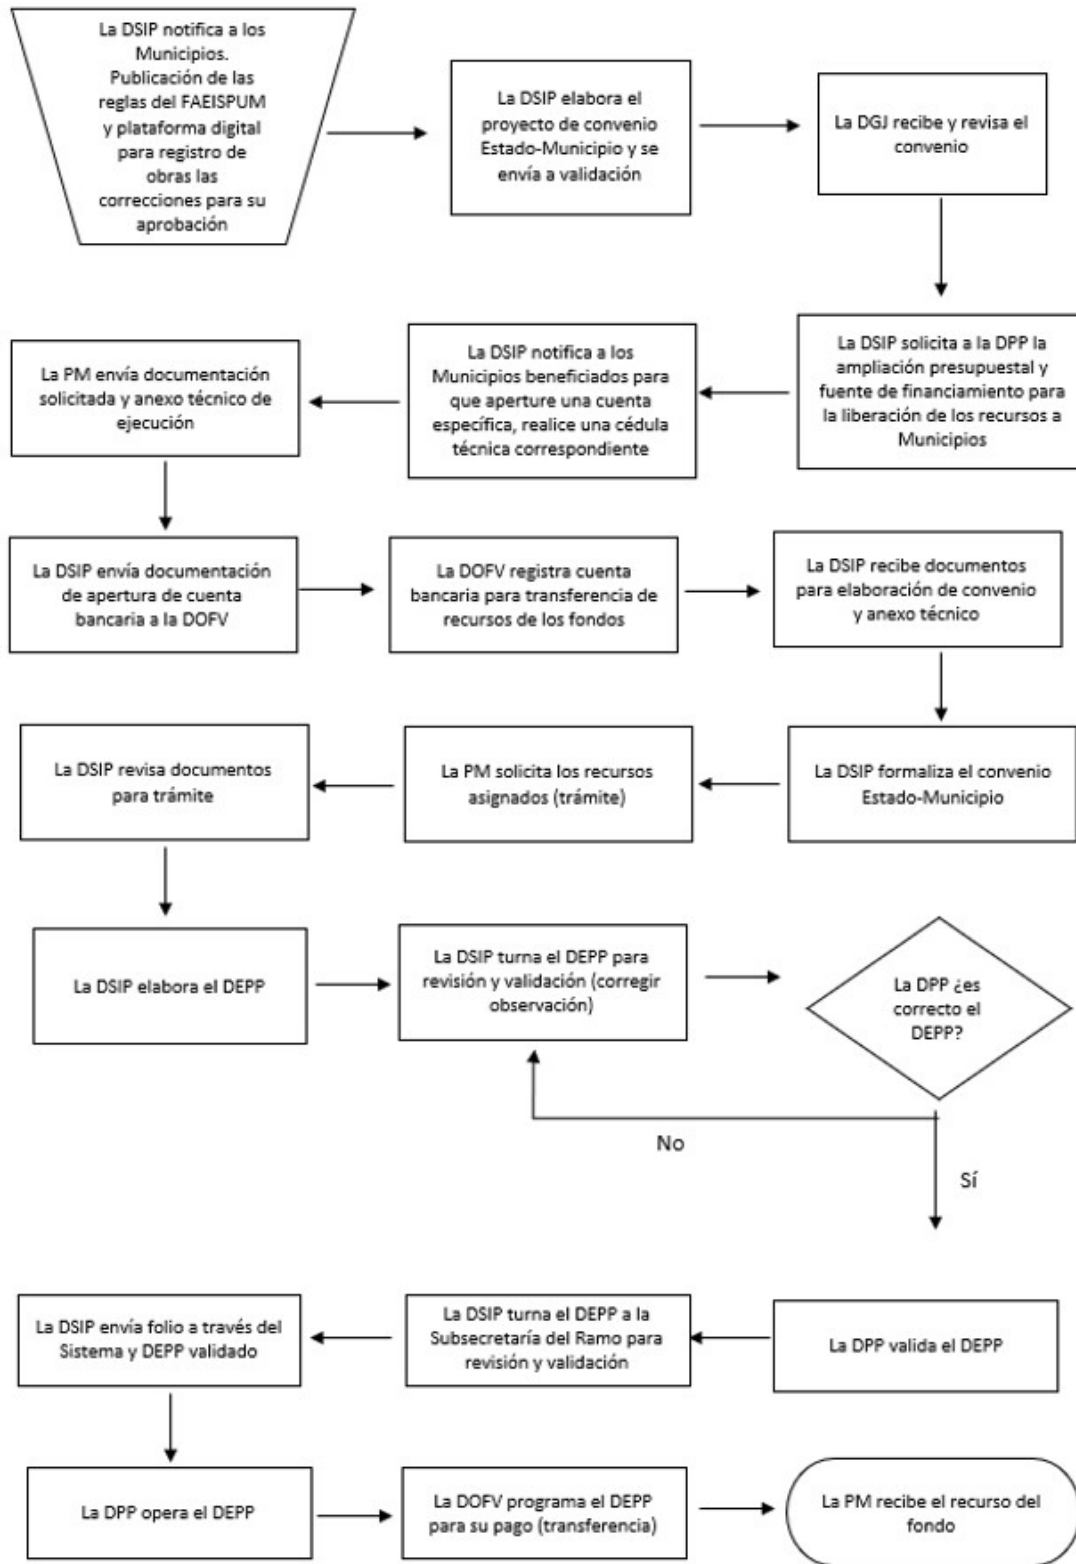 La DSIP notifica a los
Municipios.
Publicación de las
reglas del FAEISPUM
y plataforma digital
para registro de
obras las
correcciones para su
aprobación
La DSIP elabora el
proyecto de convenio
Estado-Municipio y se
envía a validación
La DGJ recibe y revisa el
convenio
La DSIP solicita a la DPP la
ampliación presupuestal y
fuente de financiamiento para
la liberación de los recursos a
Municipios
La DSIP notifica a los
Municipios beneficiados para
que aperture una cuenta
específica, realice una cédula
técnica correspondiente
La PM envía documentación
solicitada y anexo técnico de
ejecución
La DSIP envía documentación
de apertura de cuenta
bancaria a la DOFV
La DOFV registra cuenta
bancaria para transferencia de
recursos de los fondos
La DSIP recibe documentos
para elaboración de convenio
y anexo técnico
La DSIP formaliza el convenio
Estado-Municipio
La PM solicita los recursos
asignados (trámite)
La DSIP revisa documentos
para trámite
La DSIP elabora el DEPP
La DSIP turna el DEPP para
revisión y validación (corregir
observación)
La DPP ¿es
correcto el
DEPP?
No
Sí
La DPP valida el DEPP
La DSIP turna el DEPP a la
Subsecretaría del Ramo para
revisión y validación
La DSIP envía folio a través del
Sistema y DEPP validado
La DPP opera el DEPP
La DOFV programa el DEPP
para su pago (transferencia)
La PM recibe el recurso del
fondo